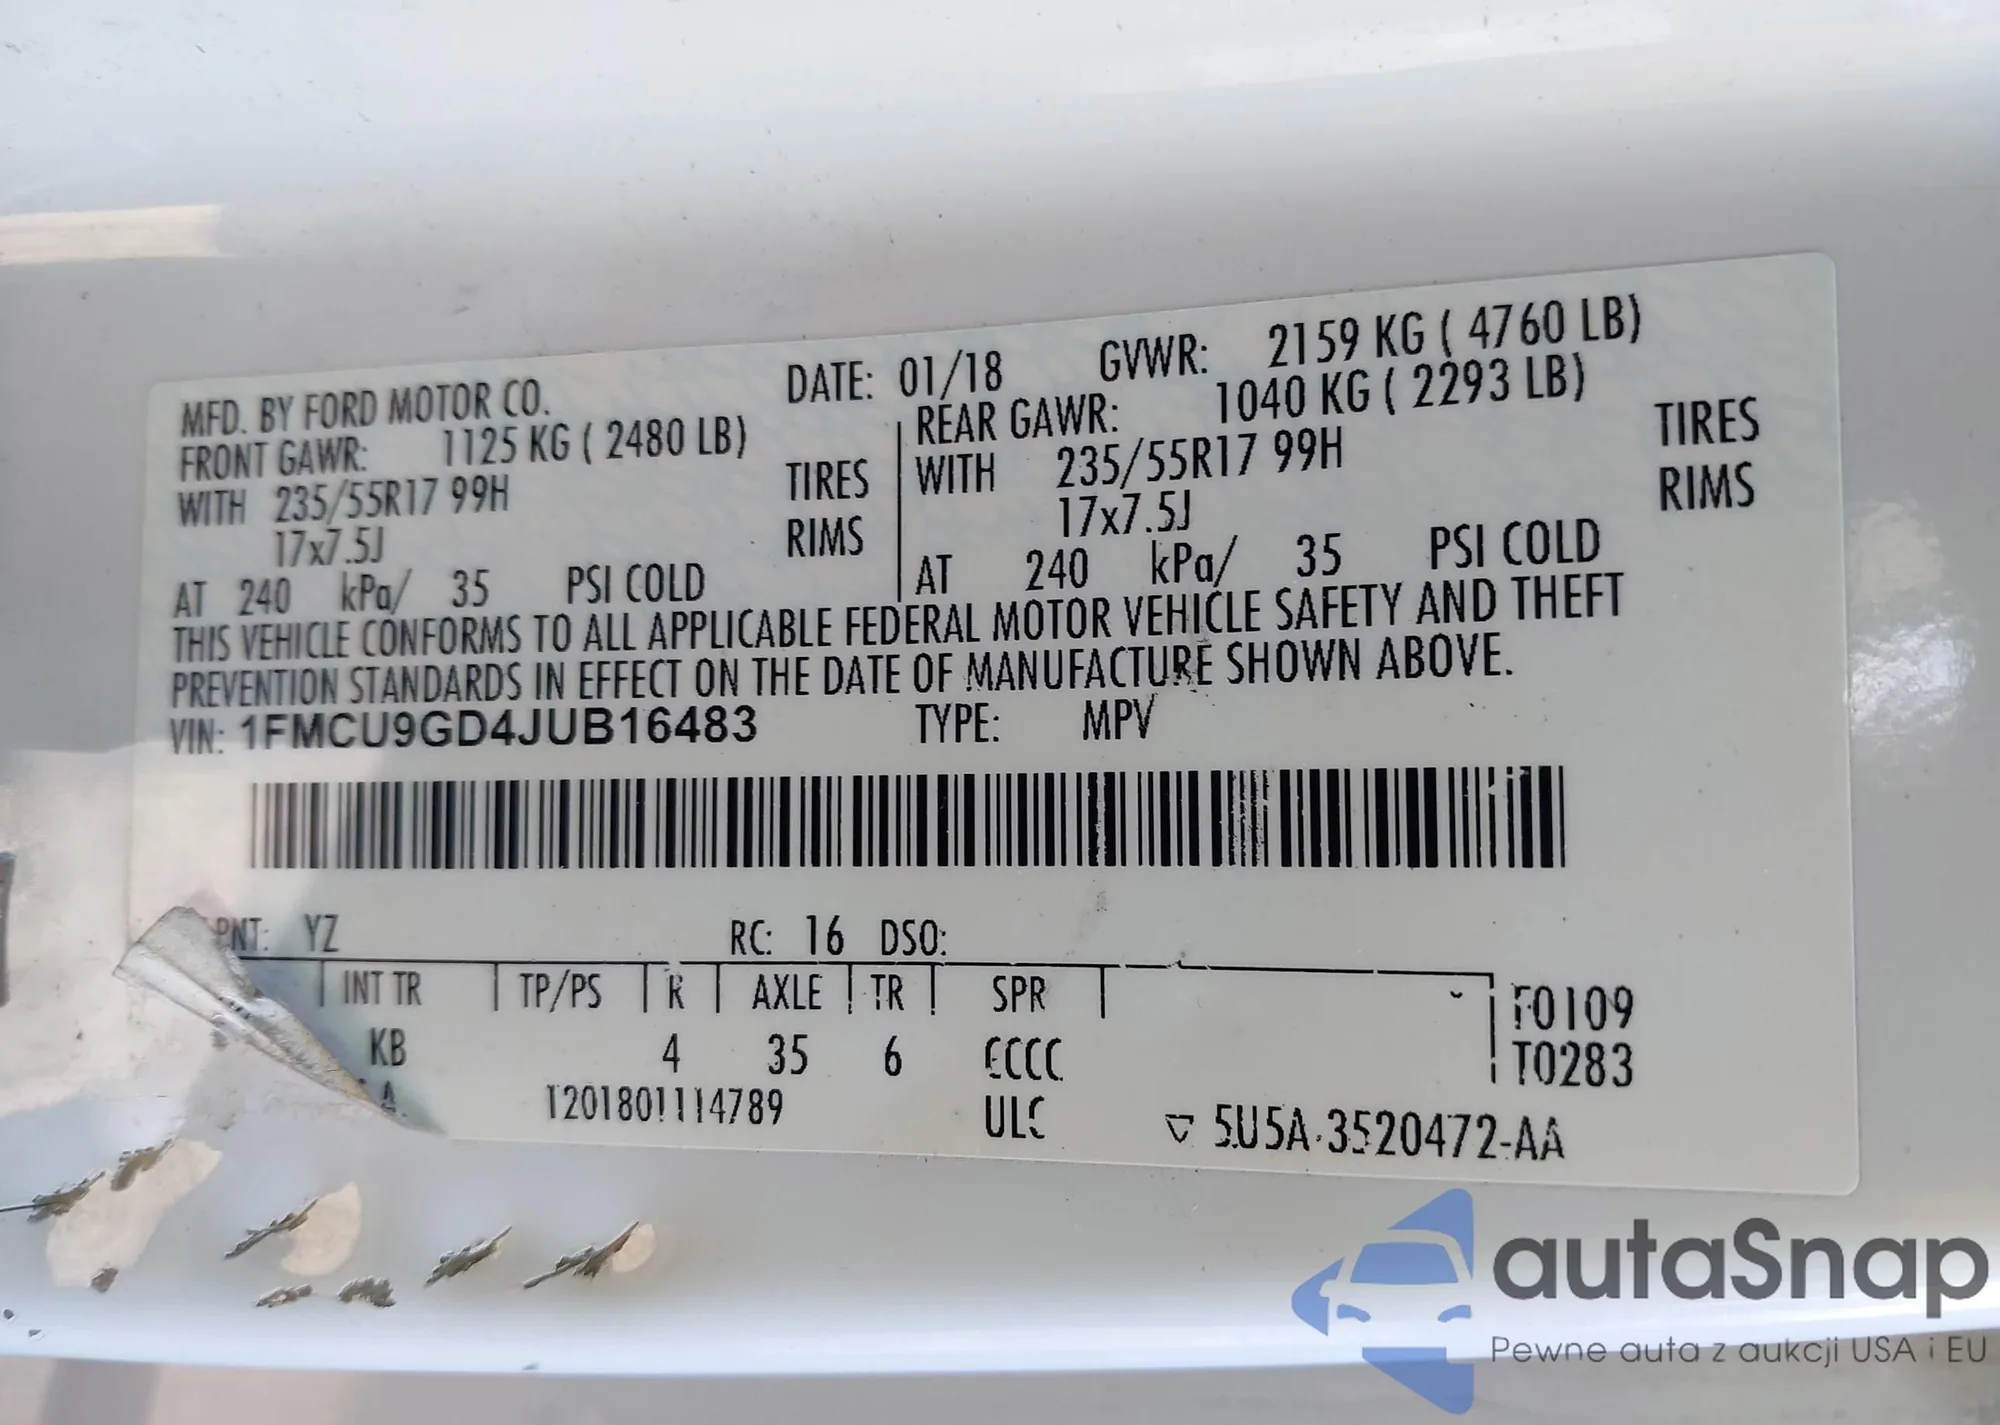 MFD. BY FORD MOTOR CO. DATE: 01/18 GVWR: 2159 KG ( 4760 LB)
FRONT GAWR: 1125 KG ( 2480 LB) REAR GAWR: 1040 KG ( 2293 LB)
WITH 235/55R17 99H TIRES WITH 235/55R17 99H TIRES
17x7.5J RIMS 17x7.5J RIMS
AT 240 kPa/ 35 PSI COLD AT 240 kPa/ 35 PSI COLD
THIS VEHICLE CONFORMS TO ALL APPLICABLE FEDERAL MOTOR VEHICLE SAFETY AND THEFT
PREVENTION STANDARDS IN EFFECT ON THE DATE OF MANUFACTURE SHOWN ABOVE.
VIN: 1FMCU9GD4JUB16483 TYPE: MPV
PNT: YZ RC: 16 DSO:
INT TR TP/PS R AXLE TR SPR F0109
KB 4 35 6 CCCC T0283
T201801114789 ULC ▽ 5U5A-3520472-AA
autaSnap
Pewne auta z aukcji USA i EU